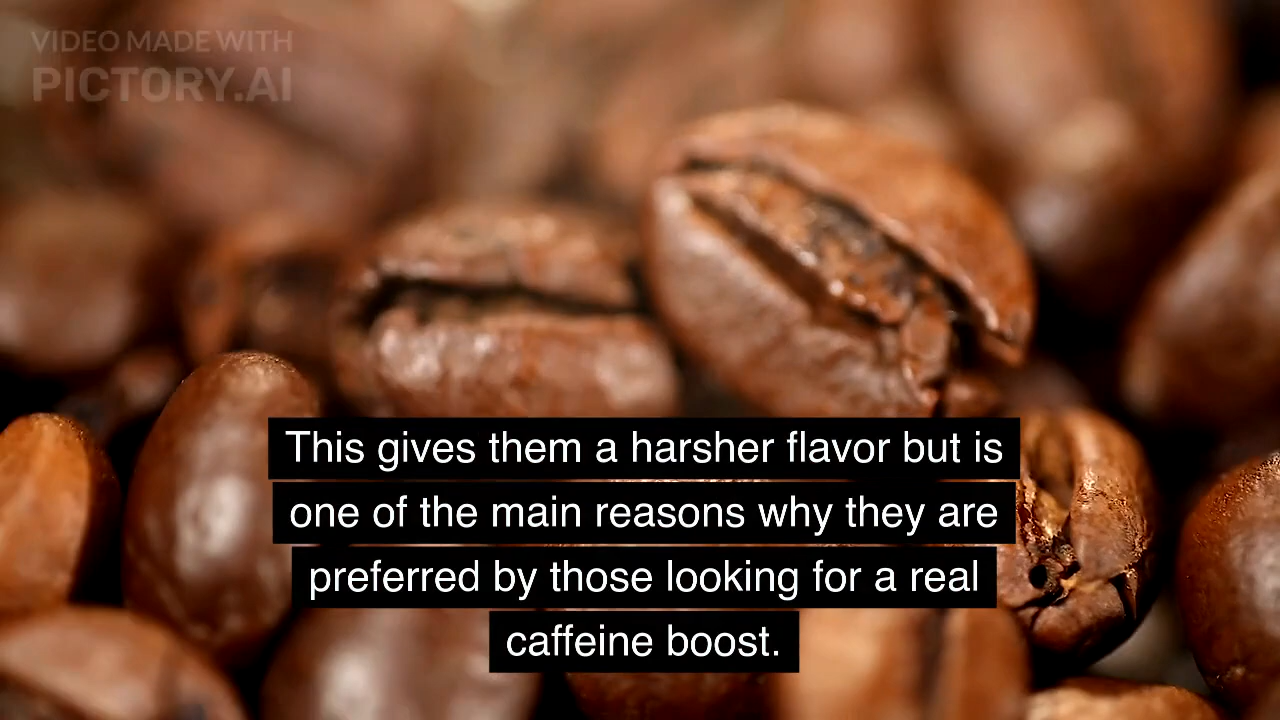 VIDEO MADE WITH
PICTORY.AI
This gives them a harsher flavor but is
one of the main reasons why they are
preferred by those looking for a real
caffeine boost.